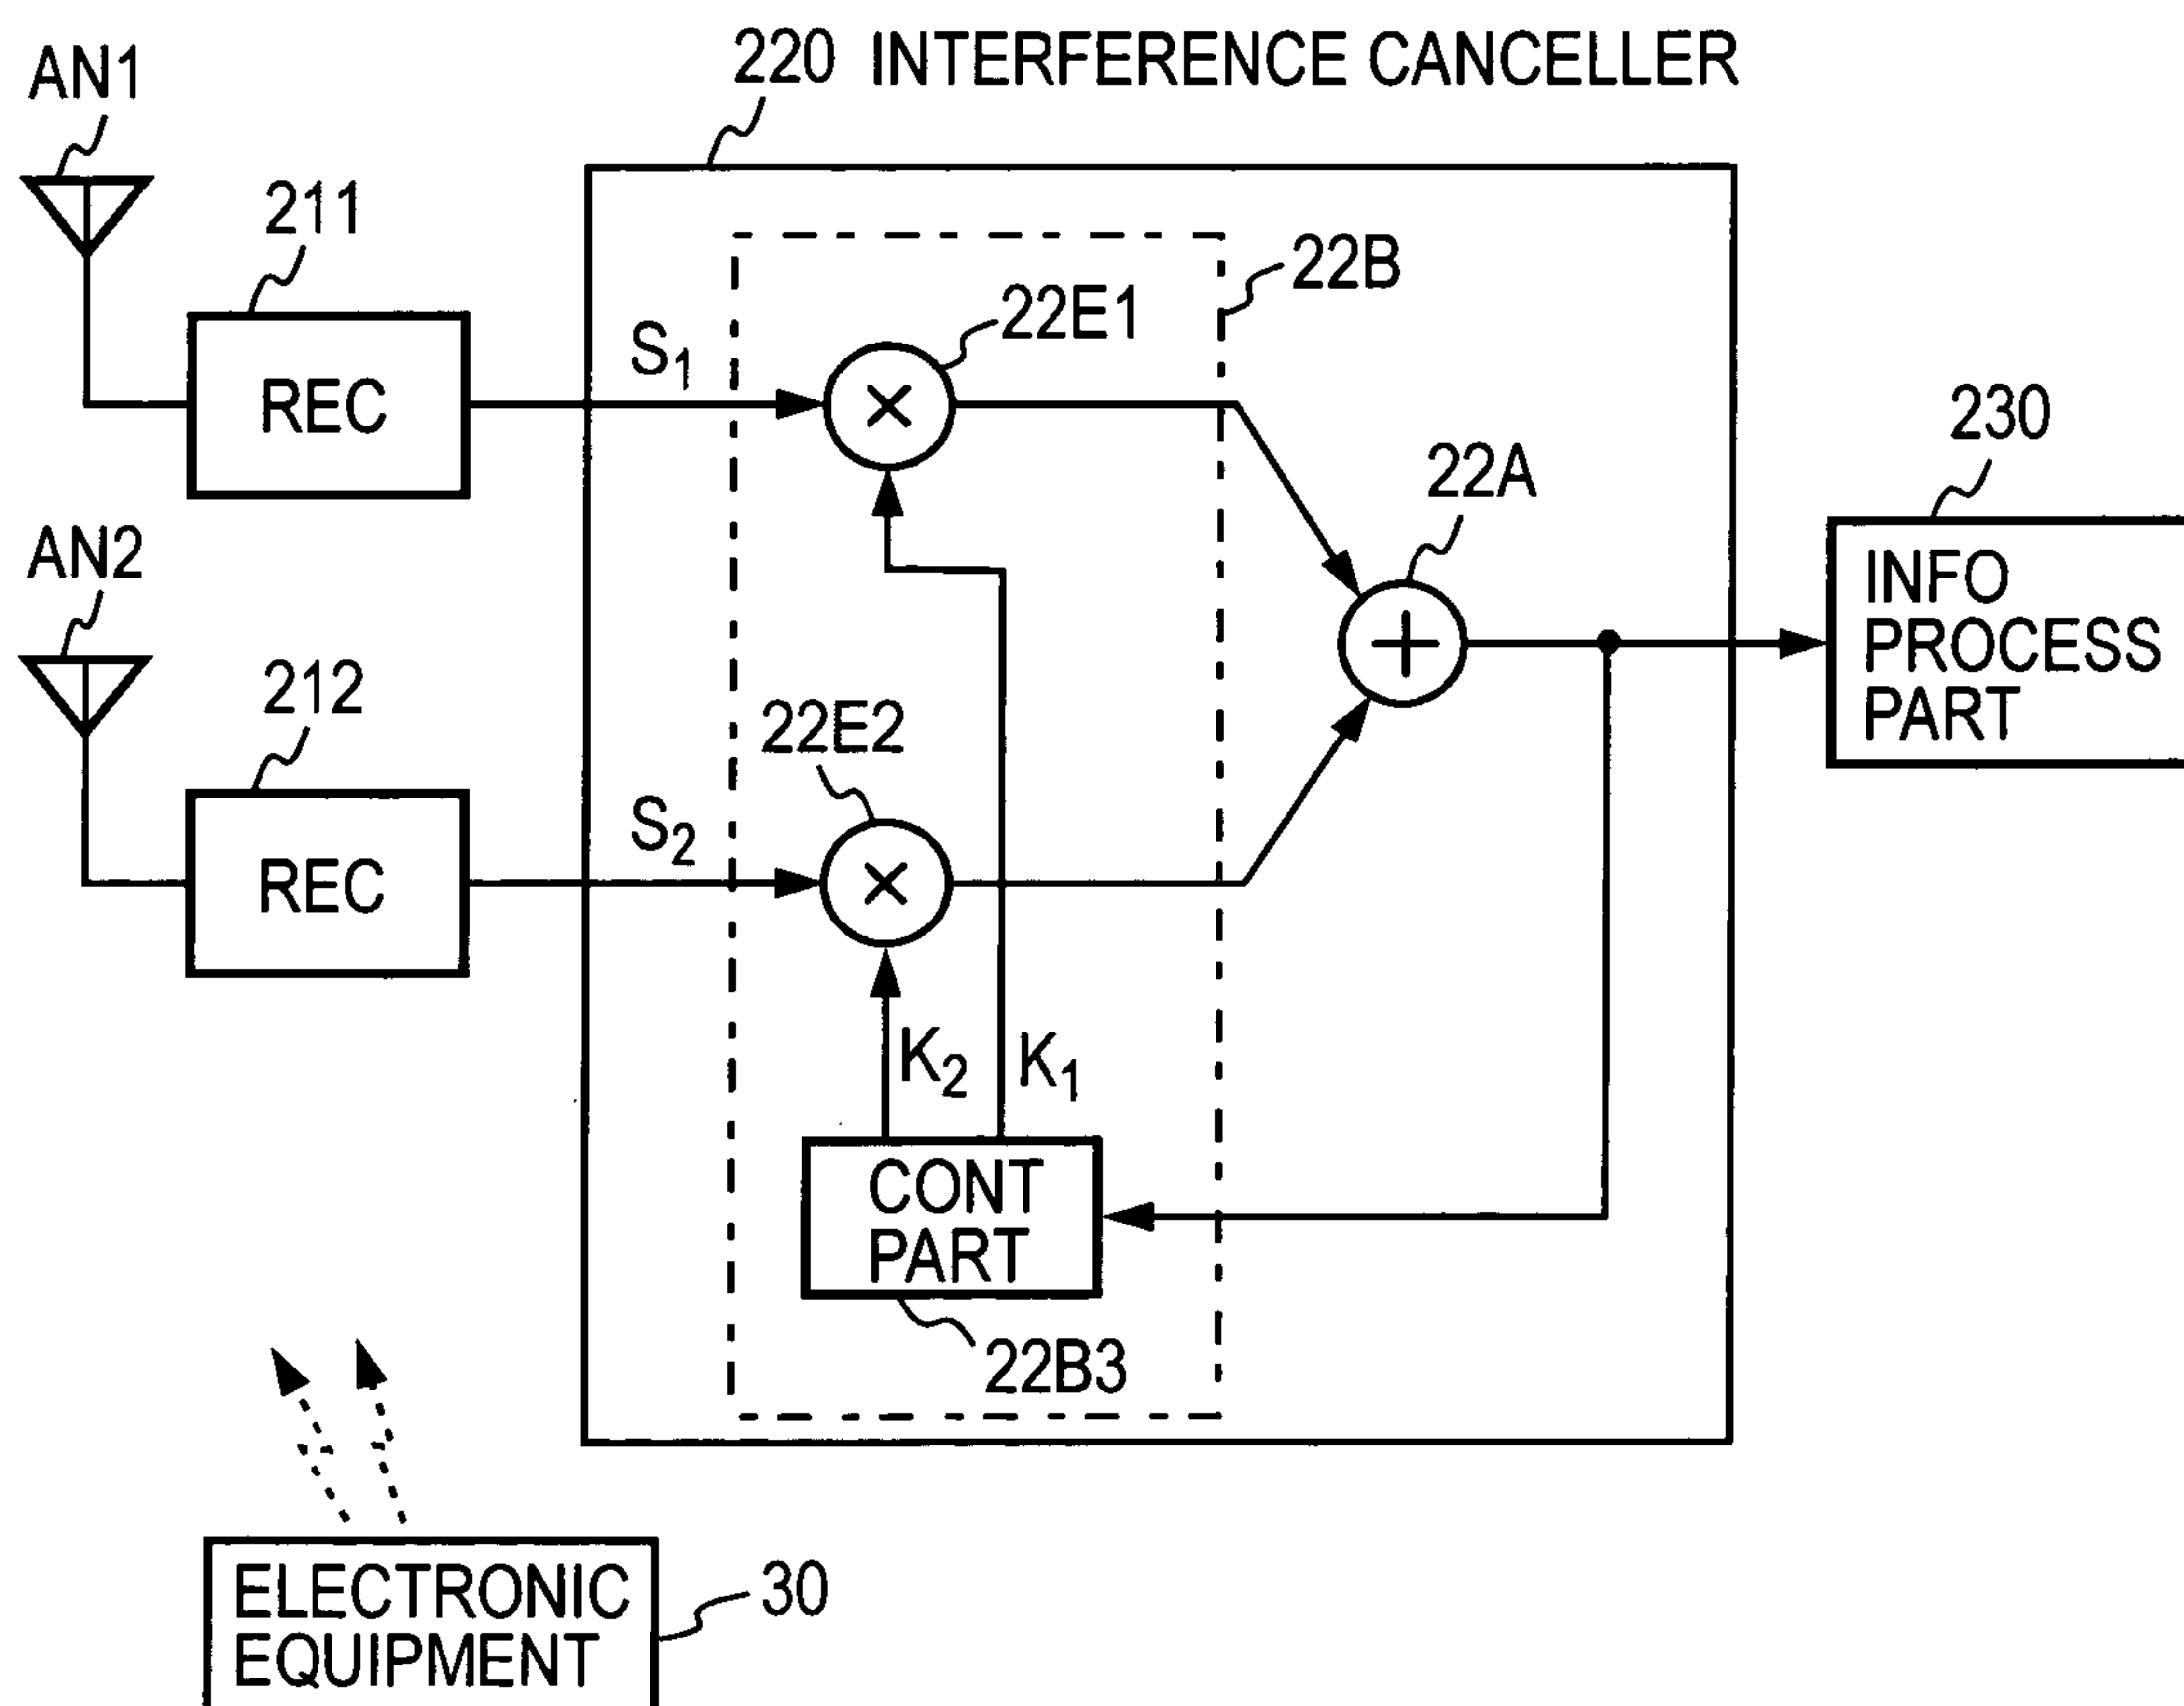 220 INTERFERENCE CANCELLER
AN1
211
REC
S1
22E1
22B
22A
230
INFO
PROCESS
PART
AN2
212
REC
S2
22E2
K2
K1
CONT
PART
22B3
ELECTRONIC
EQUIPMENT
30